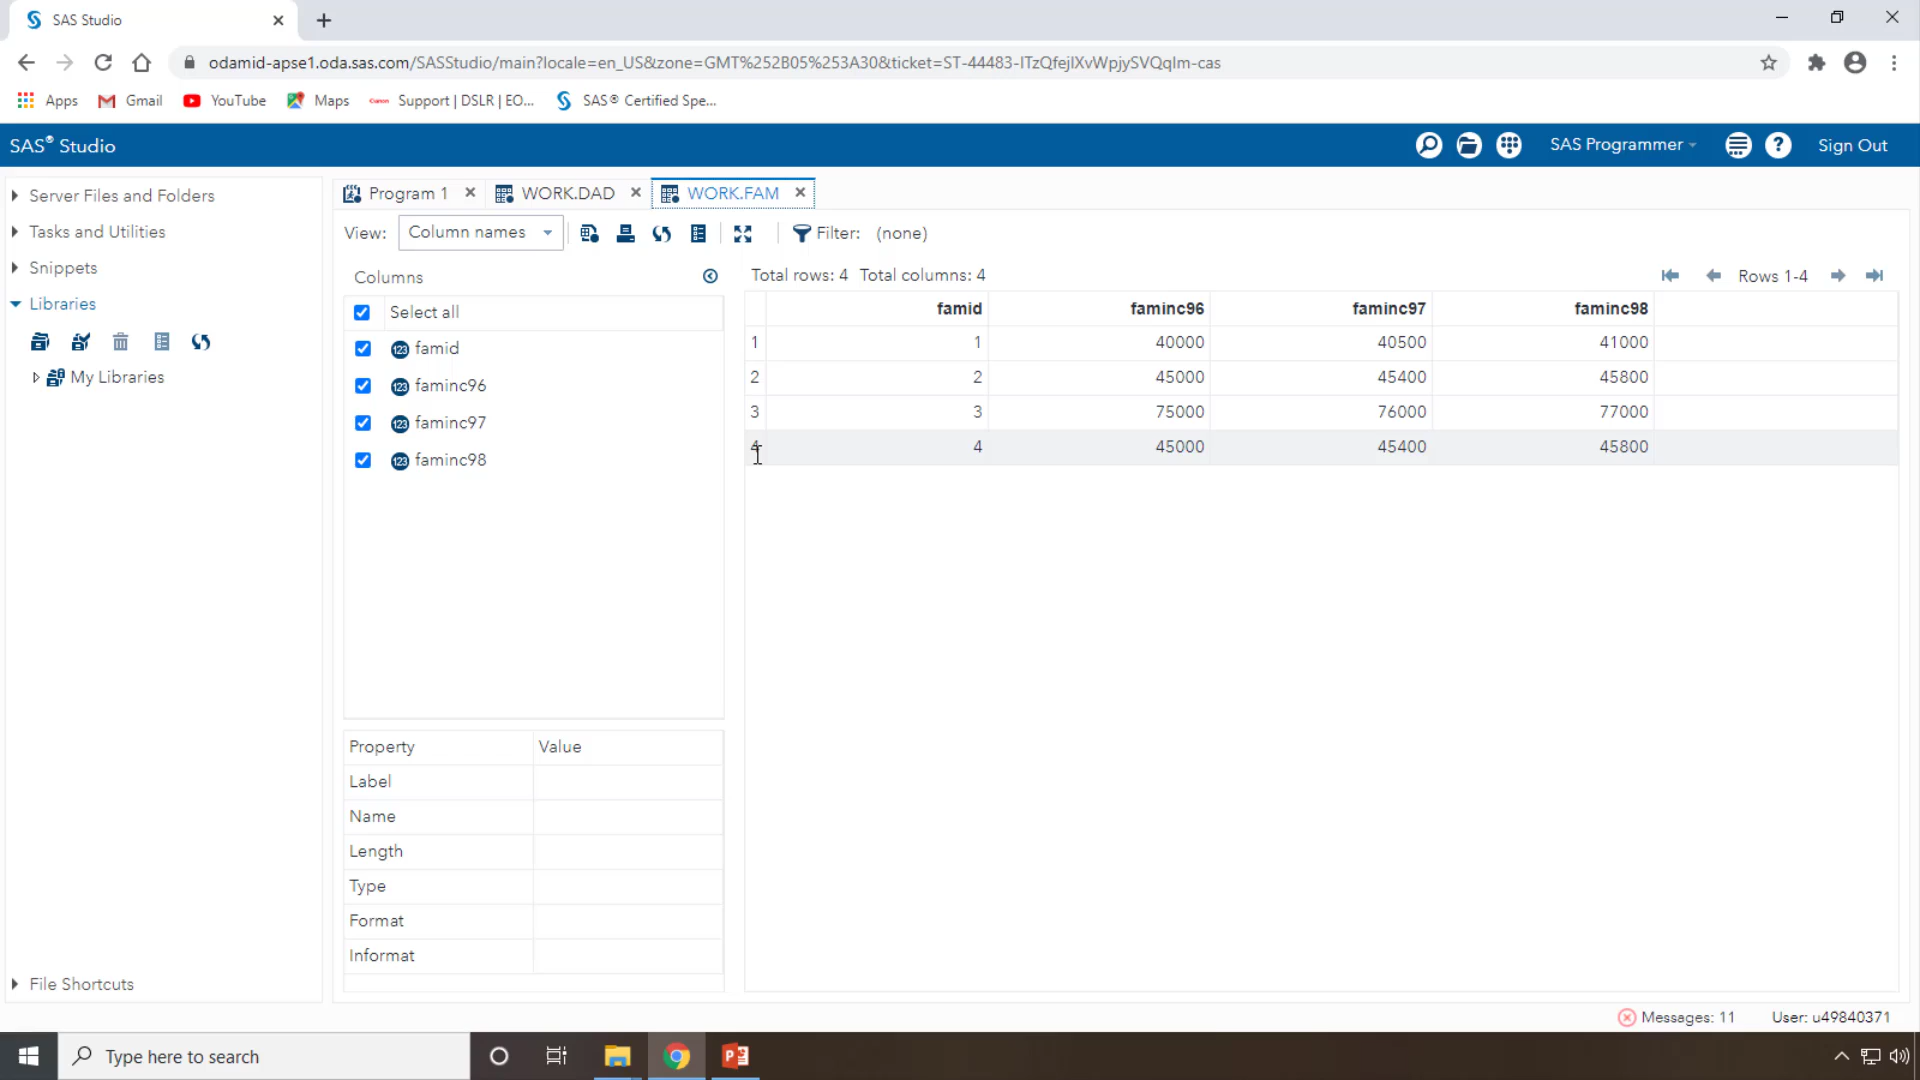 SAS Studio
odamid-apse1.oda.sas.com/SASStudio/main?locale=en_US&zone=GMT%252B05%253A30&ticket=ST-44483-ITzQfejIXvWpjySVQqIm-cas
Apps Gmail YouTube Maps Canon Support | DSLR | EO... SAS® Certified Spe...
SAS® Studio SAS Programmer ? Sign Out
Server Files and Folders
Tasks and Utilities
Snippets
Libraries
My Libraries
File Shortcuts
Program 1 WORK.DAD WORK.FAM
View: Column names Filter: (none)
Columns
Select all
123 famid
123 faminc96
123 faminc97
123 faminc98
Property Value
Label
Name
Length
Type
Format
Informat
Total rows: 4 Total columns: 4 Rows 1-4
famid faminc96 faminc97 faminc98
1 1 40000 40500 41000
2 2 45000 45400 45800
3 3 75000 76000 77000
4 4 45000 45400 45800
Messages: 11 User: u49840371
Type here to search